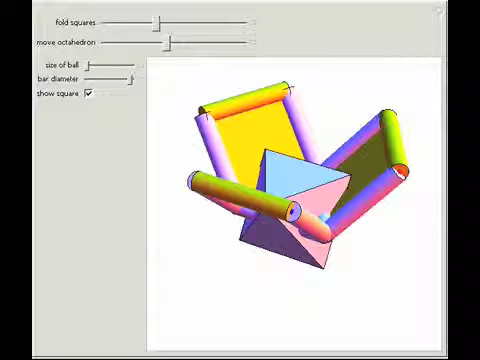 fold squares
move octahedron
size of ball
bar diameter
show square